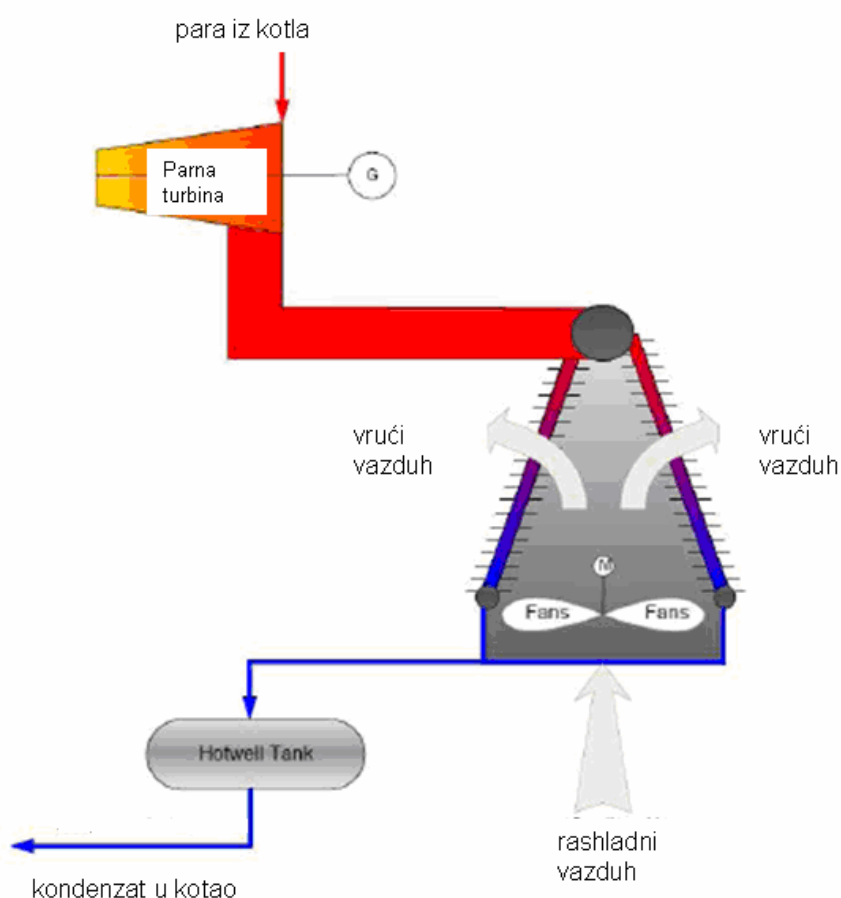 para iz kotla
Parna
turbina
G
vrući
vazduh
vrući
vazduh
M
Fans
Fans
Hotwell Tank
rashladni
vazduh
kondenzat u kotao